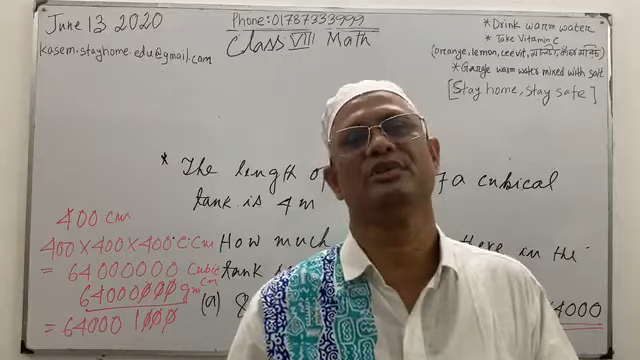 June 13 2020
kasem.stayhome.edu@gmail.com
Phone: 01787333999
Class VIII Math
* Drink warm water
* Take Vitamin C
(orange, lemon, ceevit,
* Gargle warm water mixed with salt
[Stay home, stay safe]
* The length of a cubical
tank is 4m
How much there in the
tank
(a) 8 4000
400 cm
400×400×400 c.cm
= 64000000 Cubic cm
64000000 gm
1000
= 64000